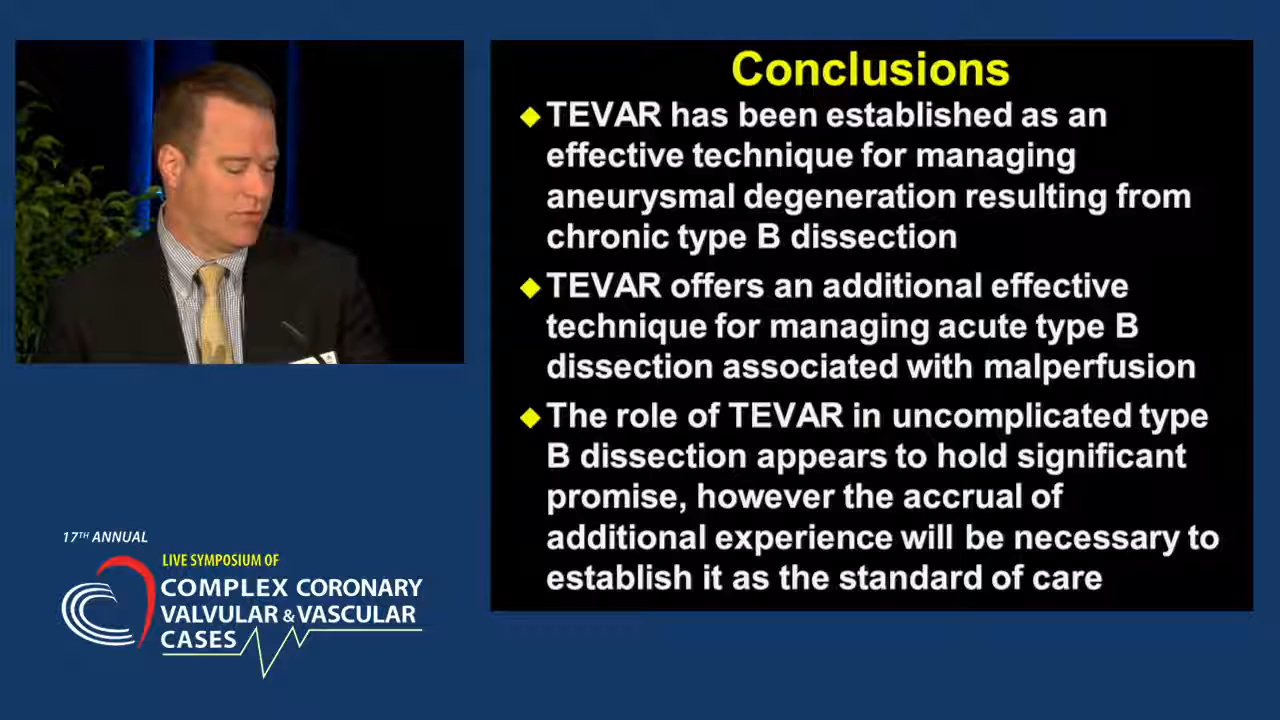 Conclusions
TEVAR has been established as an
effective technique for managing
aneurysmal degeneration resulting from
chronic type B dissection
TEVAR offers an additional effective
technique for managing acute type B
dissection associated with malperfusion
The role of TEVAR in uncomplicated type
B dissection appears to hold significant
promise, however the accrual of
additional experience will be necessary to
establish it as the standard of care
17TH ANNUAL
LIVE SYMPOSIUM OF
COMPLEX CORONARY
VALVULAR & VASCULAR
CASES